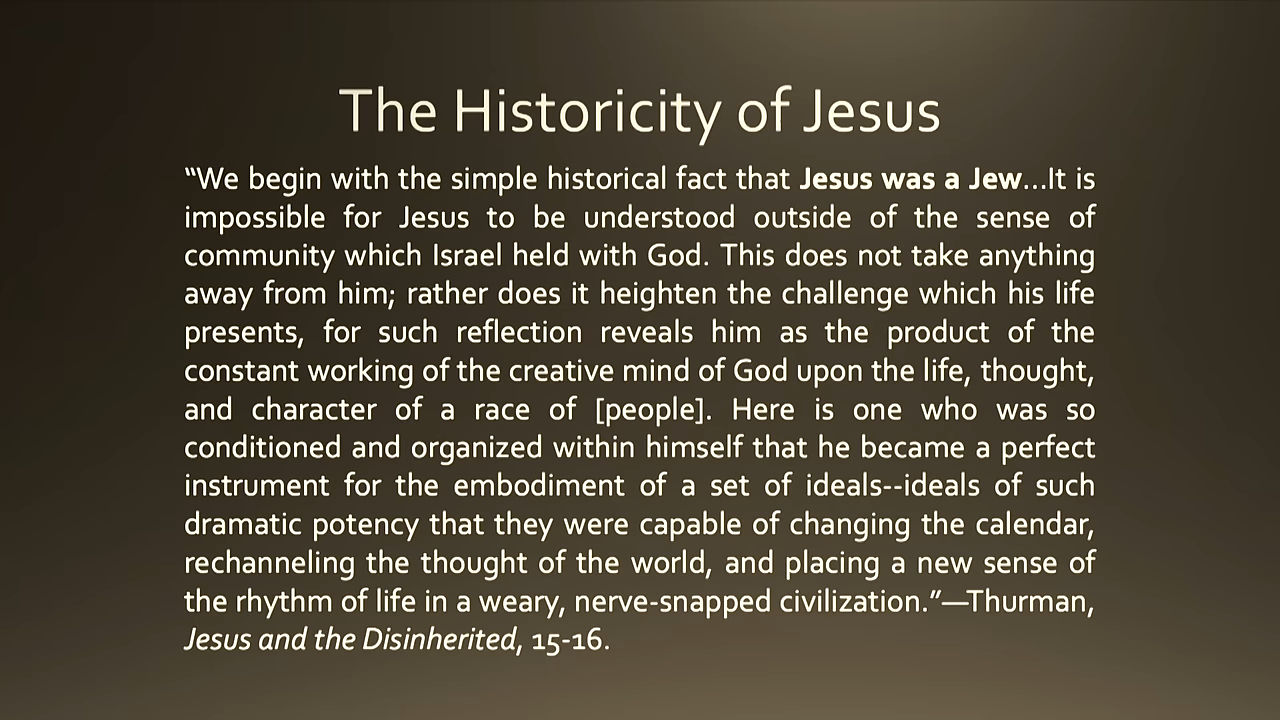 The Historicity of Jesus
“We begin with the simple historical fact that Jesus was a Jew...It is
impossible for Jesus to be understood outside of the sense of
community which Israel held with God. This does not take anything
away from him; rather does it heighten the challenge which his life
presents, for such reflection reveals him as the product of the
constant working of the creative mind of God upon the life, thought,
and character of a race of [people]. Here is one who was so
conditioned and organized within himself that he became a perfect
instrument for the embodiment of a set of ideals--ideals of such
dramatic potency that they were capable of changing the calendar,
rechanneling the thought of the world, and placing a new sense of
the rhythm of life in a weary, nerve-snapped civilization.”—Thurman,
Jesus and the Disinherited, 15-16.